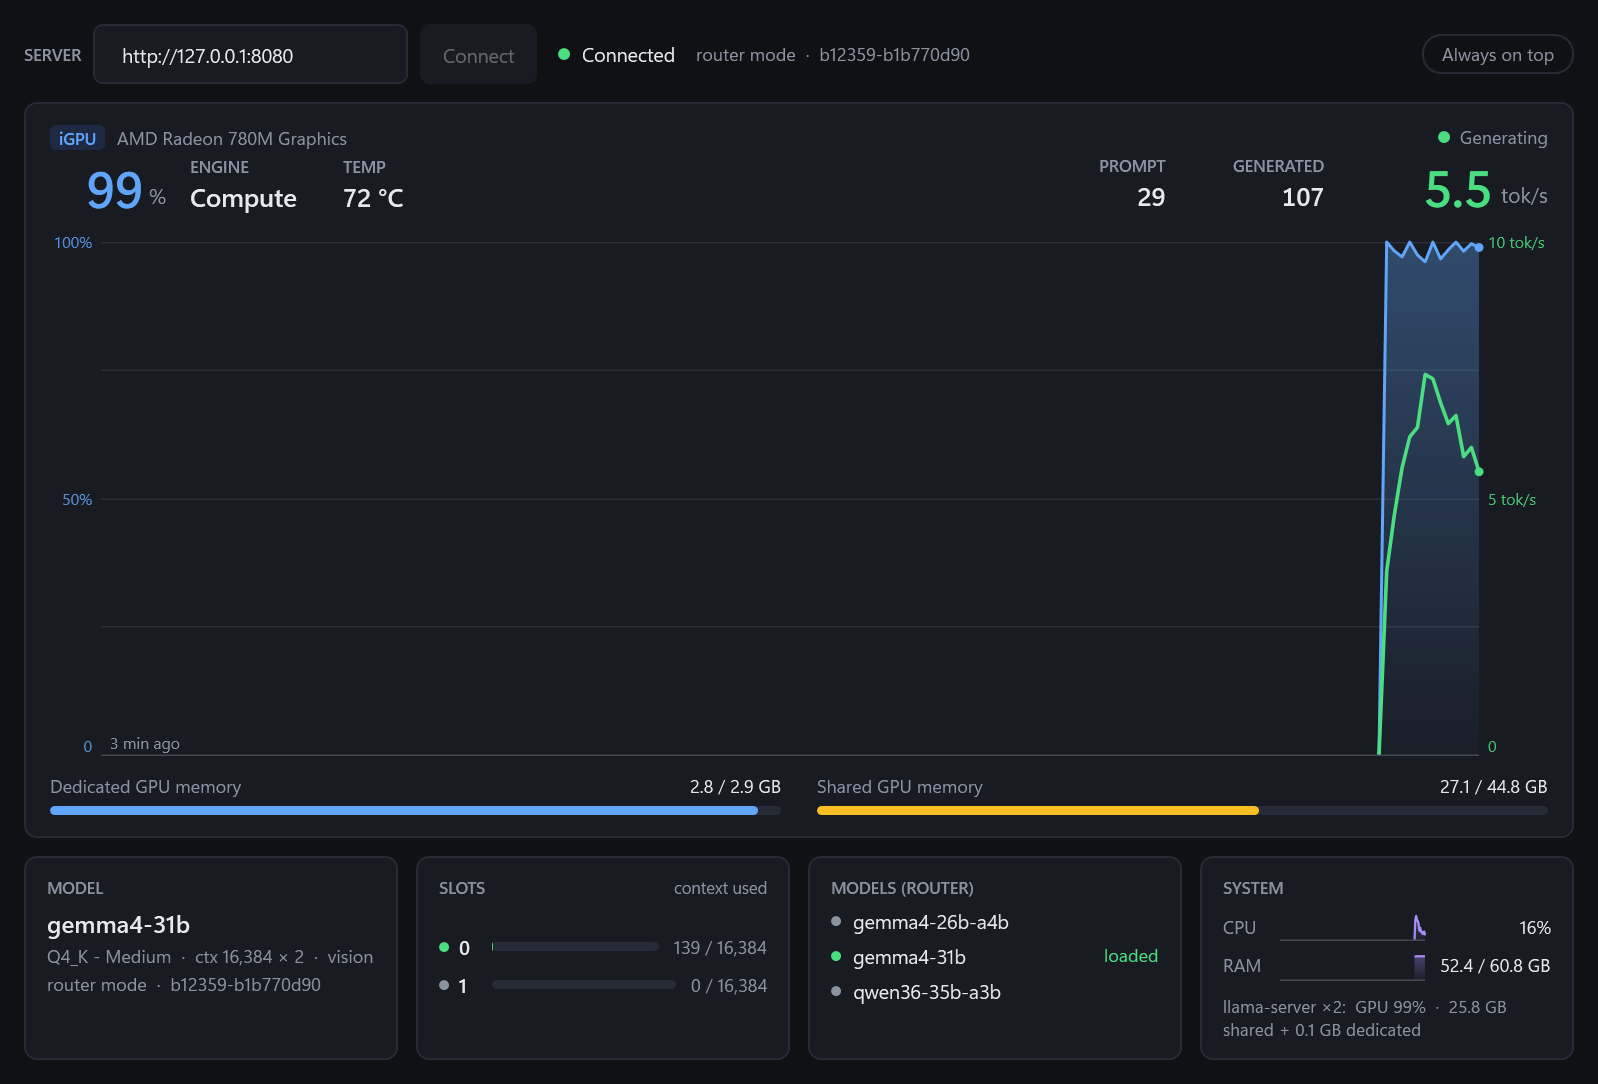 SERVER http://127.0.0.1:8080 Connect Connected router mode · b12359-b1b770d90 Always on top
iGPU AMD Radeon 780M Graphics Generating
99 % ENGINE Compute TEMP 72 °C PROMPT 29 GENERATED 107 5.5 tok/s
100% 10 tok/s
50% 5 tok/s
0 3 min ago 0
Dedicated GPU memory 2.8 / 2.9 GB Shared GPU memory 27.1 / 44.8 GB
MODEL
gemma4-31b
Q4_K - Medium · ctx 16,384 × 2 · vision
router mode · b12359-b1b770d90
SLOTS context used
0 139 / 16,384
1 0 / 16,384
MODELS (ROUTER)
gemma4-26b-a4b
gemma4-31b loaded
qwen36-35b-a3b
SYSTEM
CPU 16%
RAM 52.4 / 60.8 GB
llama-server ×2: GPU 99% · 25.8 GB
shared + 0.1 GB dedicated